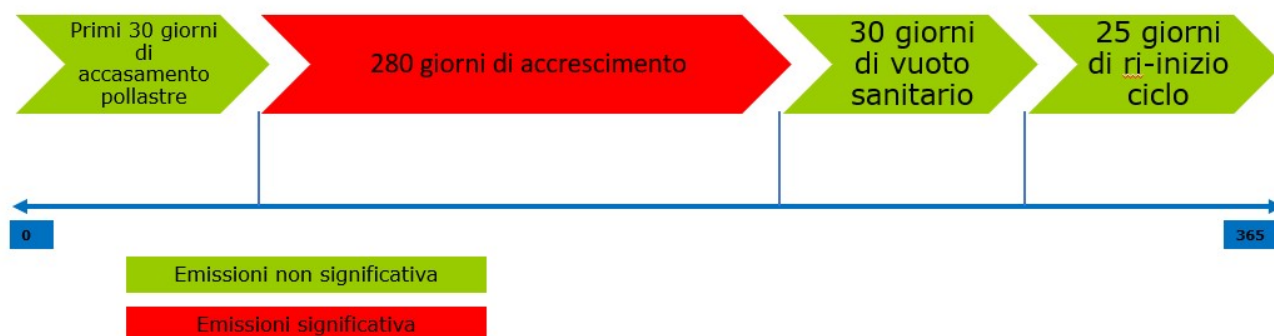 Primi 30 giorni
di
accasamento
pollastre
280 giorni di accrescimento
30 giorni
di vuoto
sanitario
25 giorni
di ri-inizio
ciclo
0
365
Emissioni non significativa
Emissioni significativa